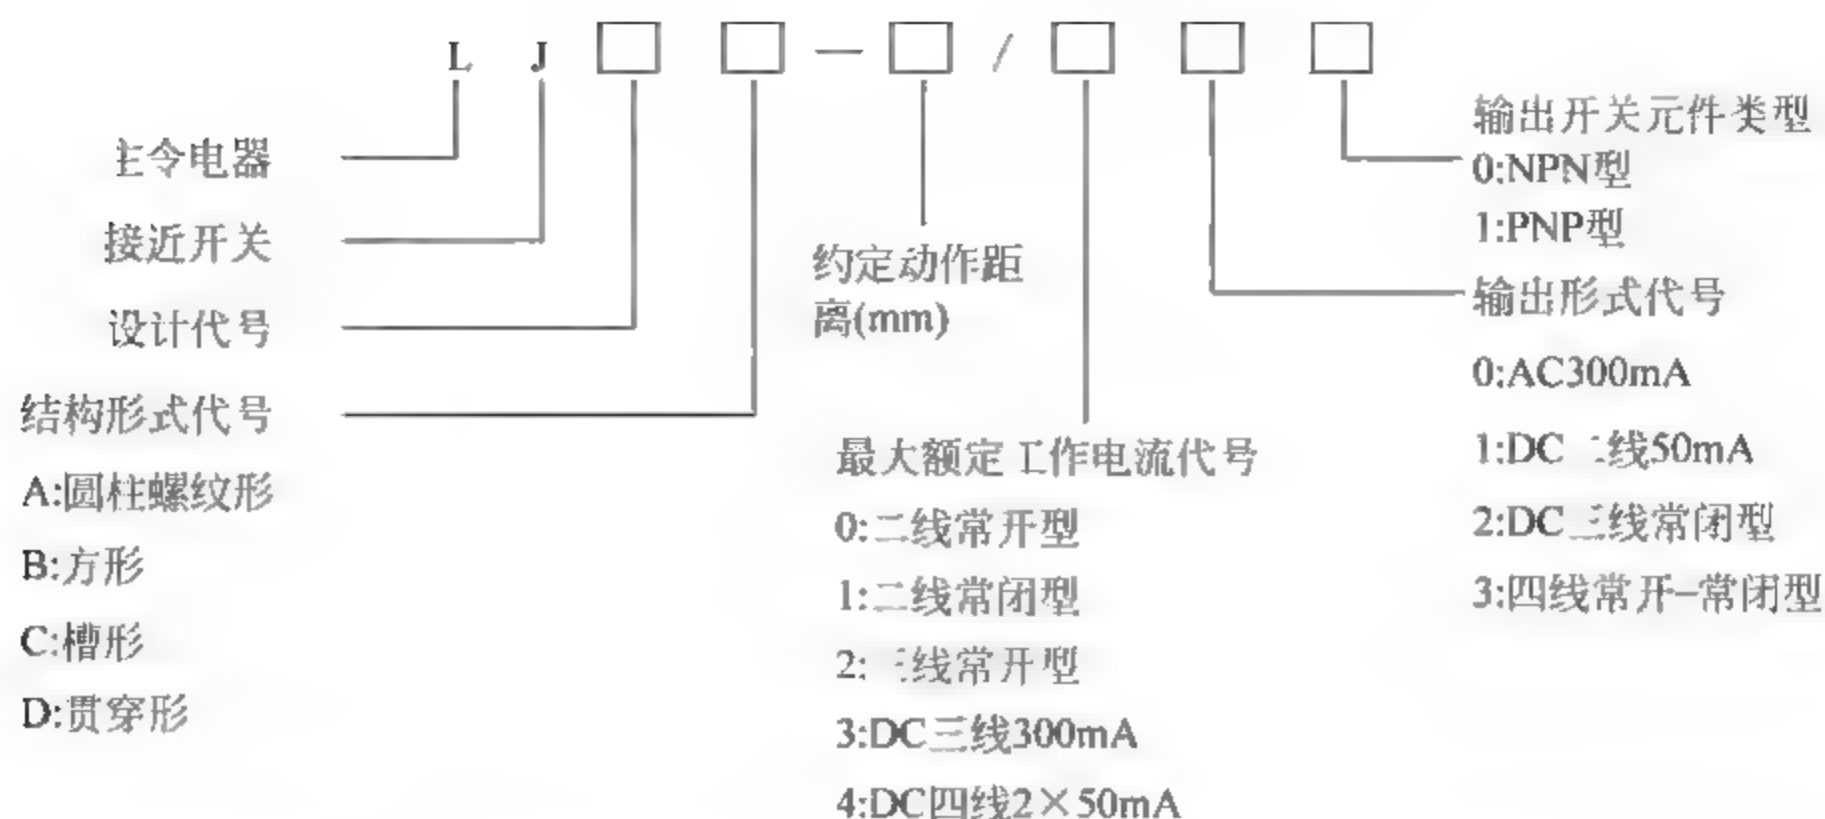 L J □ □ — □ / □ □ □
主令电器
接近开关
设计代号
结构形式代号
A:圆柱螺纹形
B:方形
C:槽形
D:贯穿形
约定动作距
离(mm)
最大额定工作电流代号
0:二线常开型
1:二线常闭型
2:三线常开型
3:DC三线300mA
4:DC四线2×50mA
输出开关元件类型
0:NPN型
1:PNP型
输出形式代号
0:AC300mA
1:DC二线50mA
2:DC三线常闭型
3:四线常开-常闭型